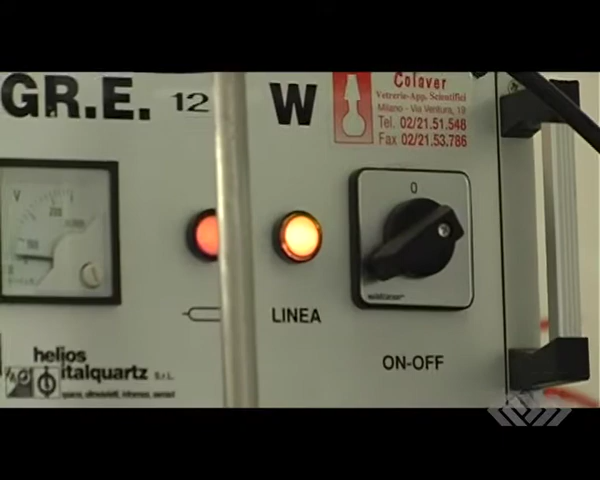 GR.E. 12 W
Colaver
Vetrerie-App. Scientifici
Milano - Via Ventura, 19
Tel. 02/21.51.548
Fax 02/21.53.786
V
0
LINEA
ON-OFF
helios
italquartz S.r.L.